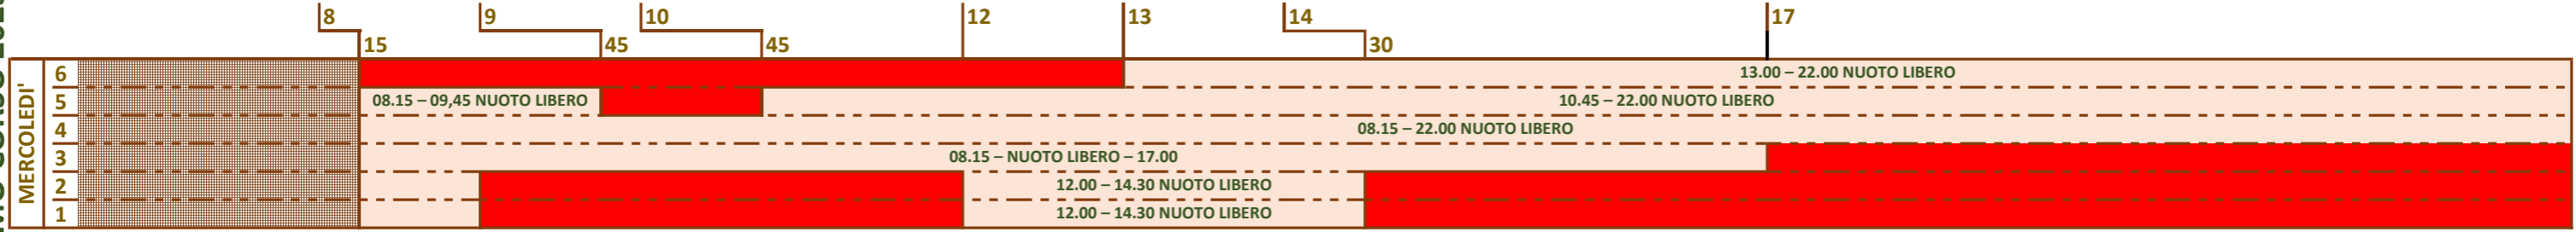 8 9 10 12 13 14 17
15 45 45 30
MERCOLEDI'
6 13.00 – 22.00 NUOTO LIBERO
5 08.15 – 09,45 NUOTO LIBERO 10.45 – 22.00 NUOTO LIBERO
4 08.15 – 22.00 NUOTO LIBERO
3 08.15 – NUOTO LIBERO – 17.00
2 12.00 – 14.30 NUOTO LIBERO
1 12.00 – 14.30 NUOTO LIBERO